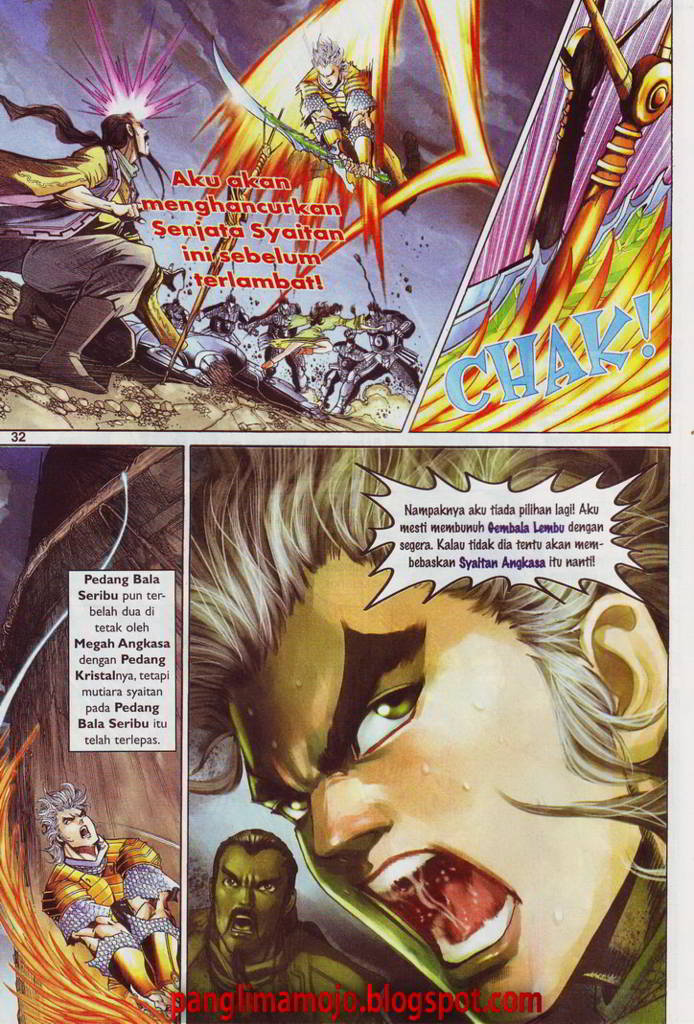 Aku akan
menghancurkan
Senjata Syaitan
ini sebelum
terlambat!
CHAK!
32
Pedang Bala
Seribu pun ter-
belah dua di
tetak oleh
Megah Angkasa
dengan Pedang
Kristalnya, tetapi
mutiara syaitan
pada Pedang
Bala Seribu itu
telah terlepas.
Nampaknya aku tiada pilihan lagi! Aku
mesti membunuh Gembala Lembu dengan
segera. Kalau tidak dia tentu akan mem-
bebaskan Syaitan Angkasa itu nanti!
panglimamojo.blogspot.com